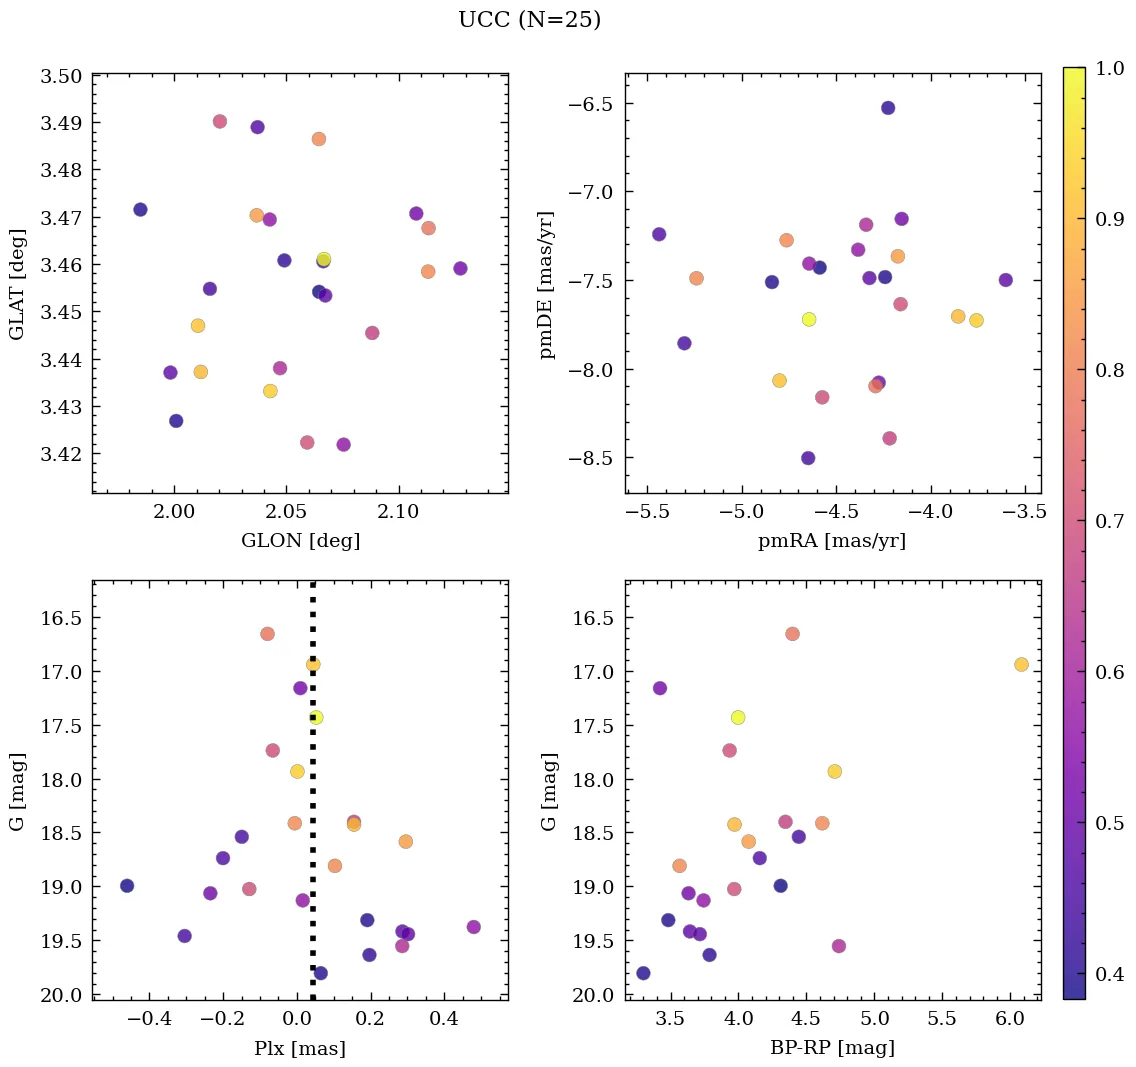 UCC (N=25)
3.50
3.49
3.48
3.47
3.46
3.45
3.44
3.43
3.42
GLAT [deg]
2.00 2.05 2.10
GLON [deg]
−6.5
−7.0
−7.5
−8.0
−8.5
pmDE [mas/yr]
−5.5 −5.0 −4.5 −4.0 −3.5
pmRA [mas/yr]
1.0
0.9
0.8
0.7
0.6
0.5
0.4
16.5
17.0
17.5
18.0
18.5
19.0
19.5
20.0
G [mag]
−0.4 −0.2 0.0 0.2 0.4
Plx [mas]
16.5
17.0
17.5
18.0
18.5
19.0
19.5
20.0
G [mag]
3.5 4.0 4.5 5.0 5.5 6.0
BP-RP [mag]